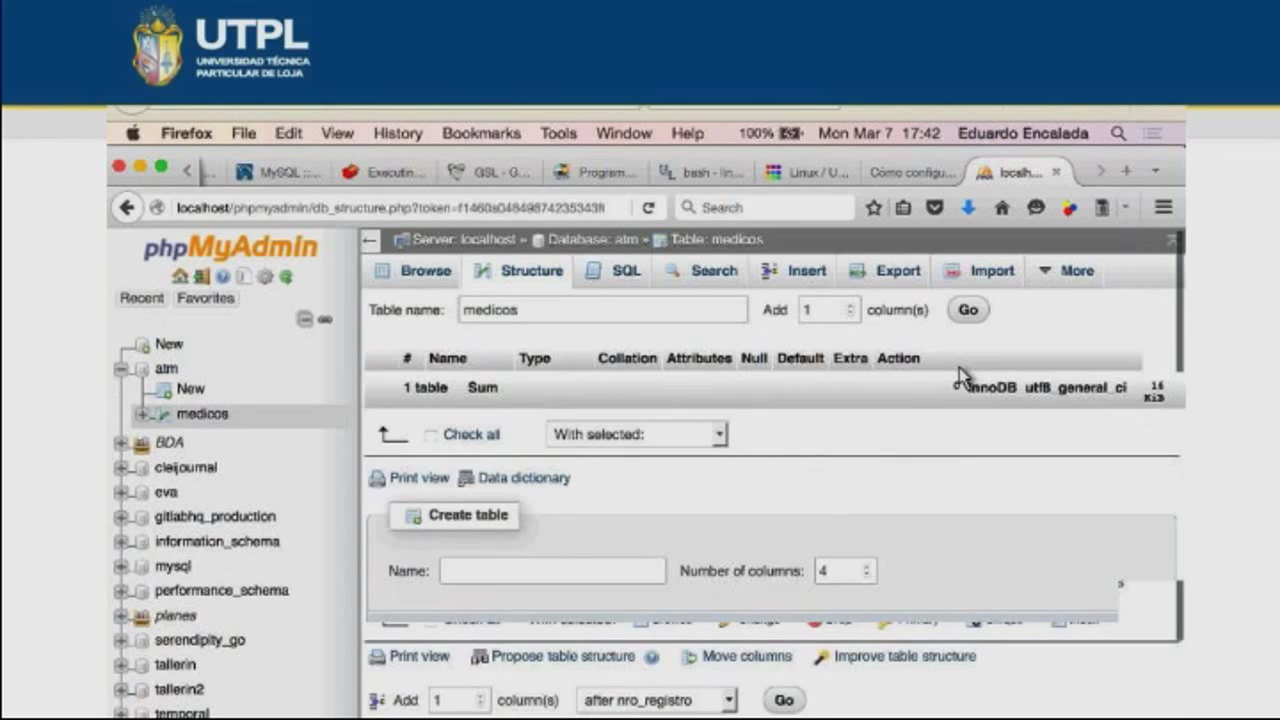 UTPL
UNIVERSIDAD TÉCNICA
PARTICULAR DE LOJA
Firefox File Edit View History Bookmarks Tools Window Help 100% Mon Mar 7 17:42 Eduardo Encalada
MySQL ::... Executin... GSL - G... Program... bash - lin... Linux / U... Cómo configu... localh...
localhost/phpmyadmin/db_structure.php?token= Search
phpMyAdmin
Server: localhost » Database: atm » Table: medicos
Browse Structure SQL Search Insert Export Import More
Recent Favorites
Table name: medicos Add 1 column(s) Go
New
# Name Type Collation Attributes Null Default Extra Action
atm
New
1 table Sum InnoDB utf8_general_ci 16 KiB
medicos
Check all With selected:
BDA
cleijournal
Print view Data dictionary
eva
gitlabhq_production
Create table
information_schema
mysql
Name: Number of columns: 4
performance_schema
planes
serendipity_go
Print view Propose table structure Move columns Improve table structure
tallerin
tallerin2
Add 1 column(s) after nro_registro Go
temporal